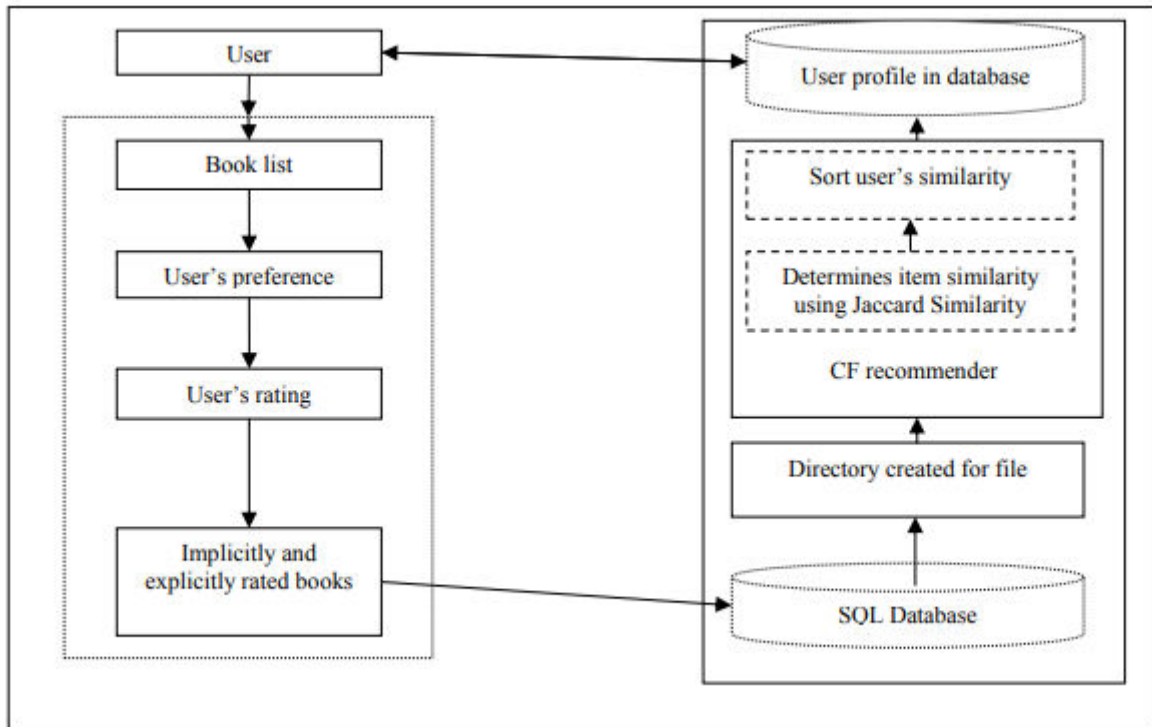 User
Book list
User's preference
User's rating
Implicitly and
explicitly rated books
User profile in database
Sort user's similarity
Determines item similarity
using Jaccard Similarity
CF recommender
Directory created for file
SQL Database